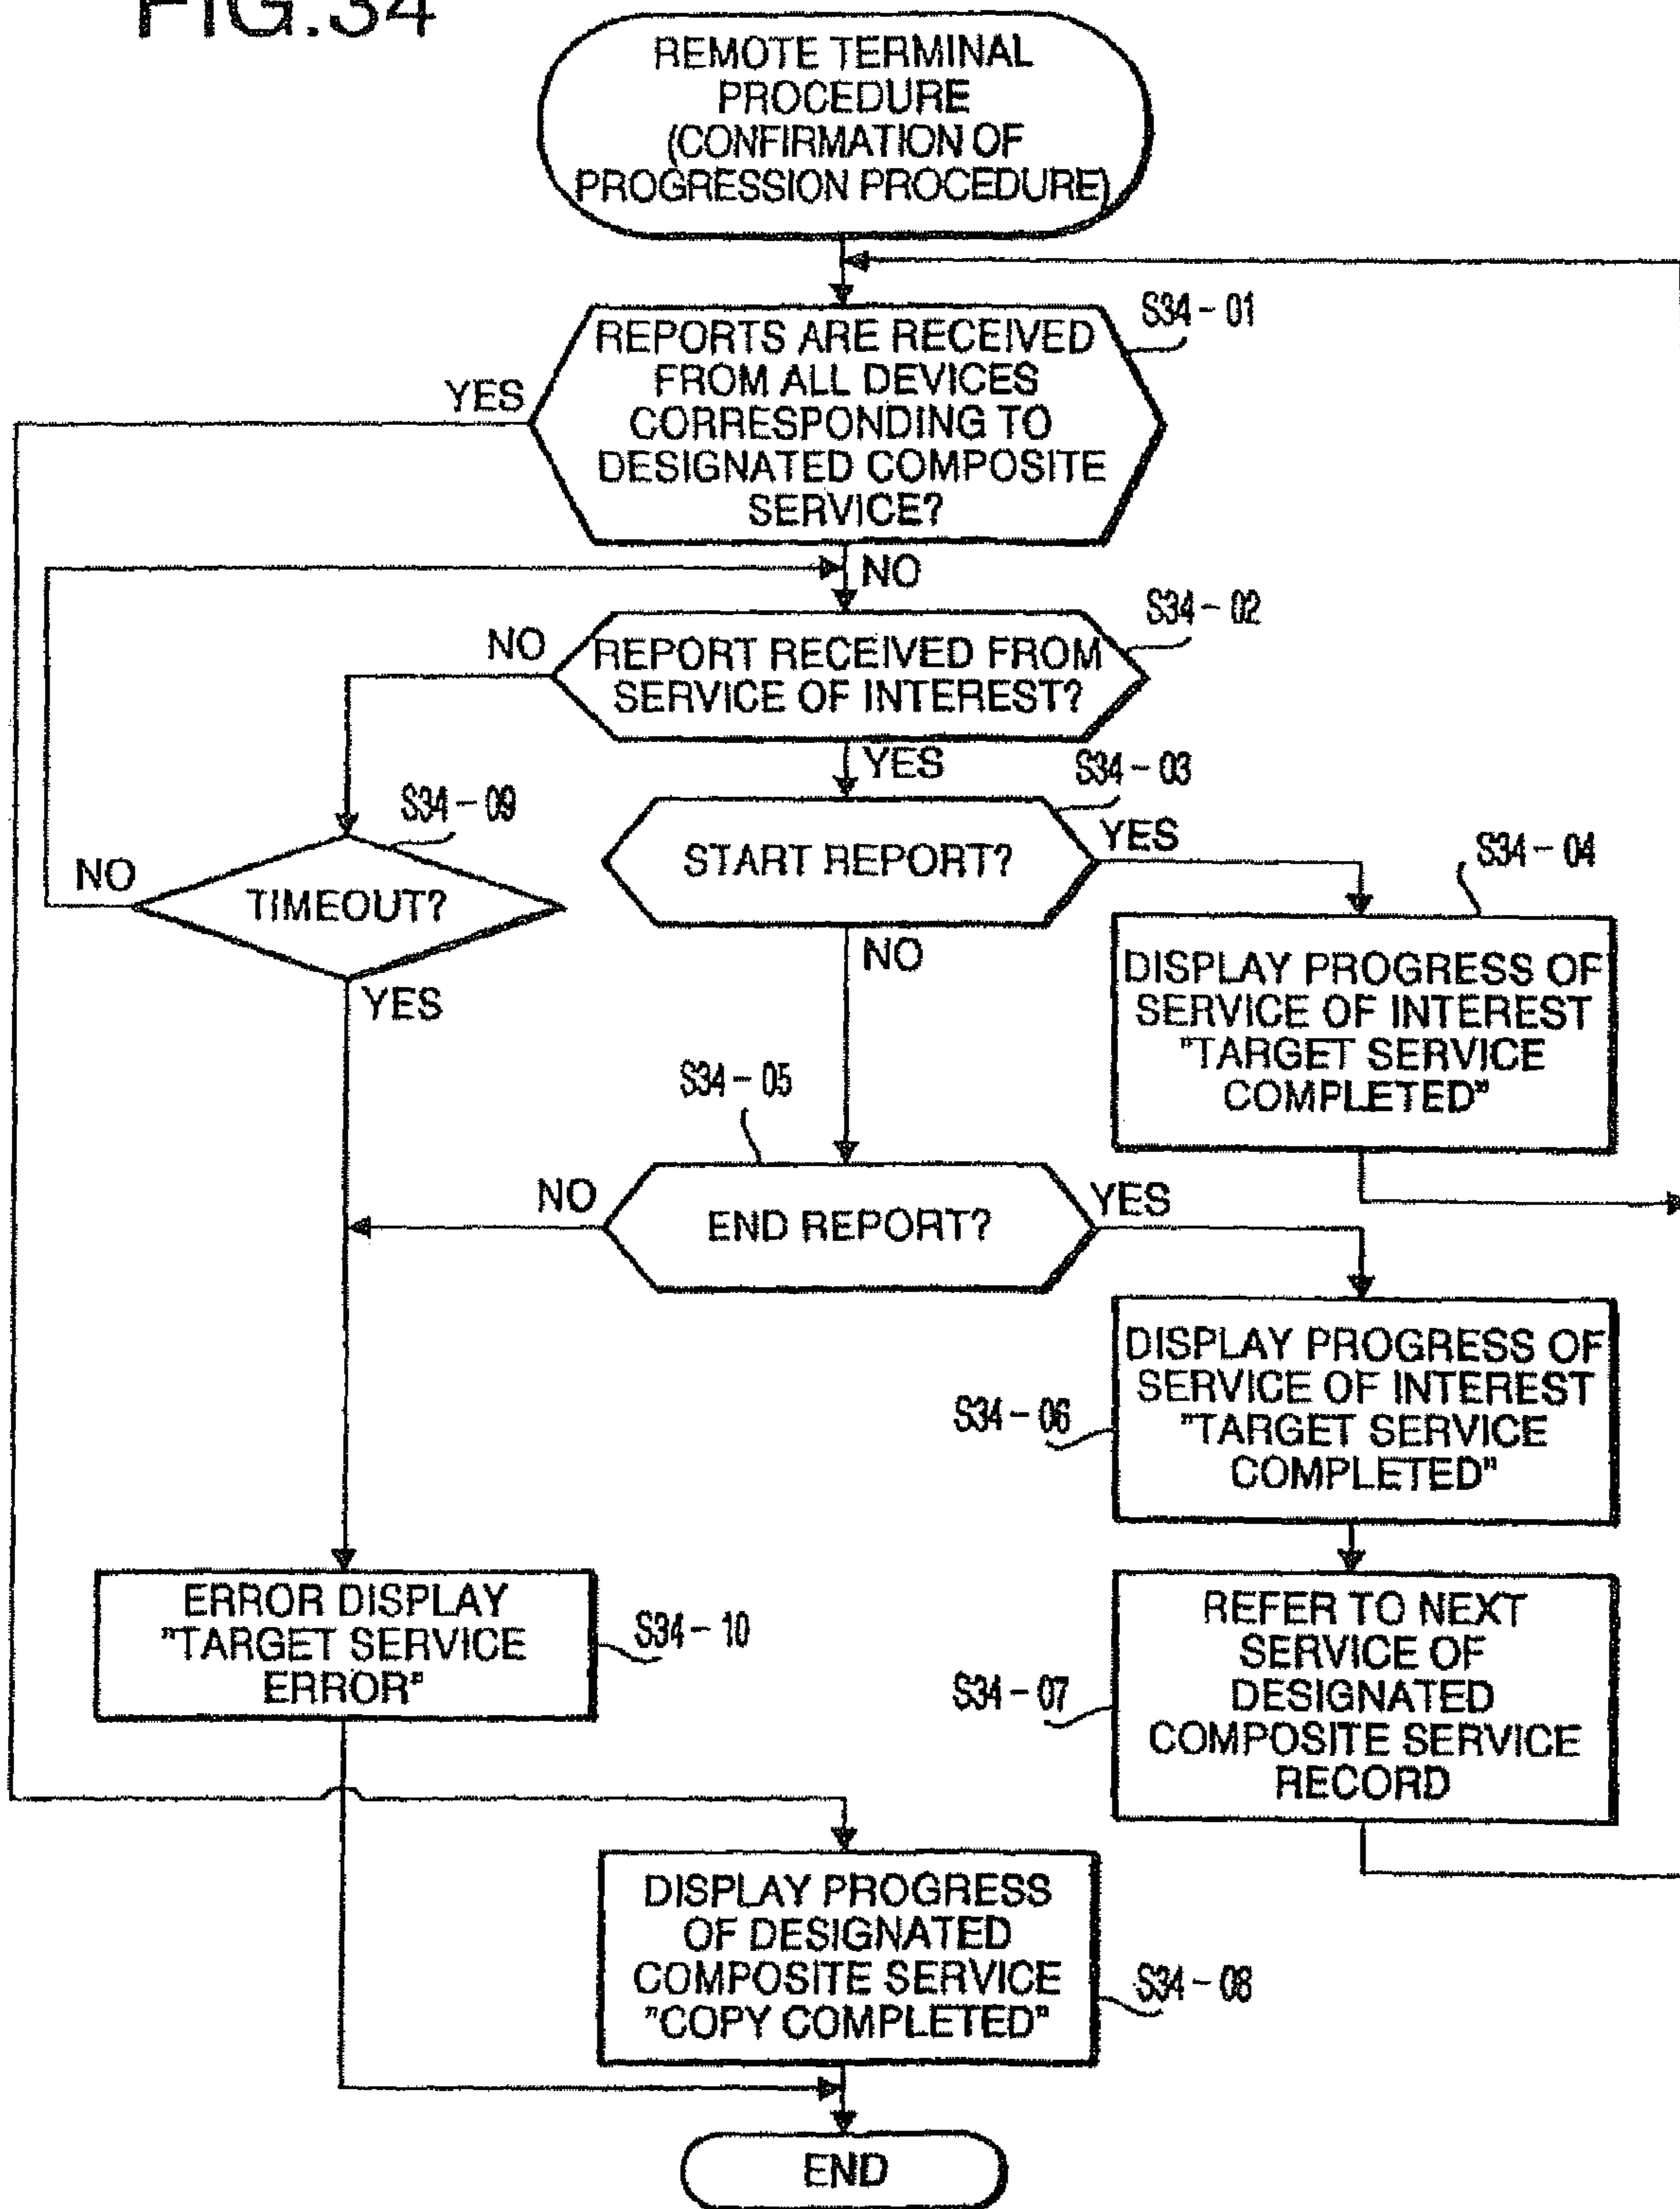 FIG.34
REMOTE TERMINAL
PROCEDURE
(CONFIRMATION OF
PROGRESSION PROCEDURE)
S34-01
REPORTS ARE RECEIVED
FROM ALL DEVICES
CORRESPONDING TO
DESIGNATED COMPOSITE
SERVICE?
YES
NO
S34-02
REPORT RECEIVED FROM
SERVICE OF INTEREST?
NO
YES
S34-03
START REPORT?
YES
NO
S34-09
TIMEOUT?
NO
YES
S34-04
DISPLAY PROGRESS OF
SERVICE OF INTEREST
"TARGET SERVICE
COMPLETED"
S34-05
END REPORT?
NO
YES
S34-06
DISPLAY PROGRESS OF
SERVICE OF INTEREST
"TARGET SERVICE
COMPLETED"
ERROR DISPLAY
"TARGET SERVICE
ERROR"
S34-10
S34-07
REFER TO NEXT
SERVICE OF
DESIGNATED
COMPOSITE SERVICE
RECORD
DISPLAY PROGRESS
OF DESIGNATED
COMPOSITE SERVICE
"COPY COMPLETED"
S34-08
END